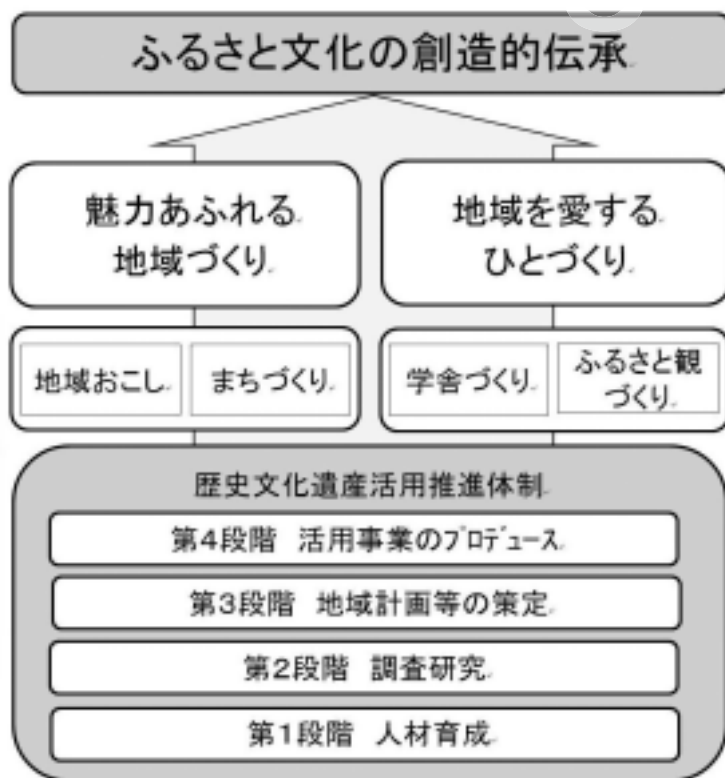 ふるさと文化の創造的伝承
魅力あふれる
地域づくり
地域を愛する
ひとづくり
地域おこし
まちづくり
学舎づくり
ふるさと観
づくり
歴史文化遺産活用推進体制
第4段階 活用事業のプロデュース
第3段階 地域計画等の策定
第2段階 調査研究
第1段階 人材育成